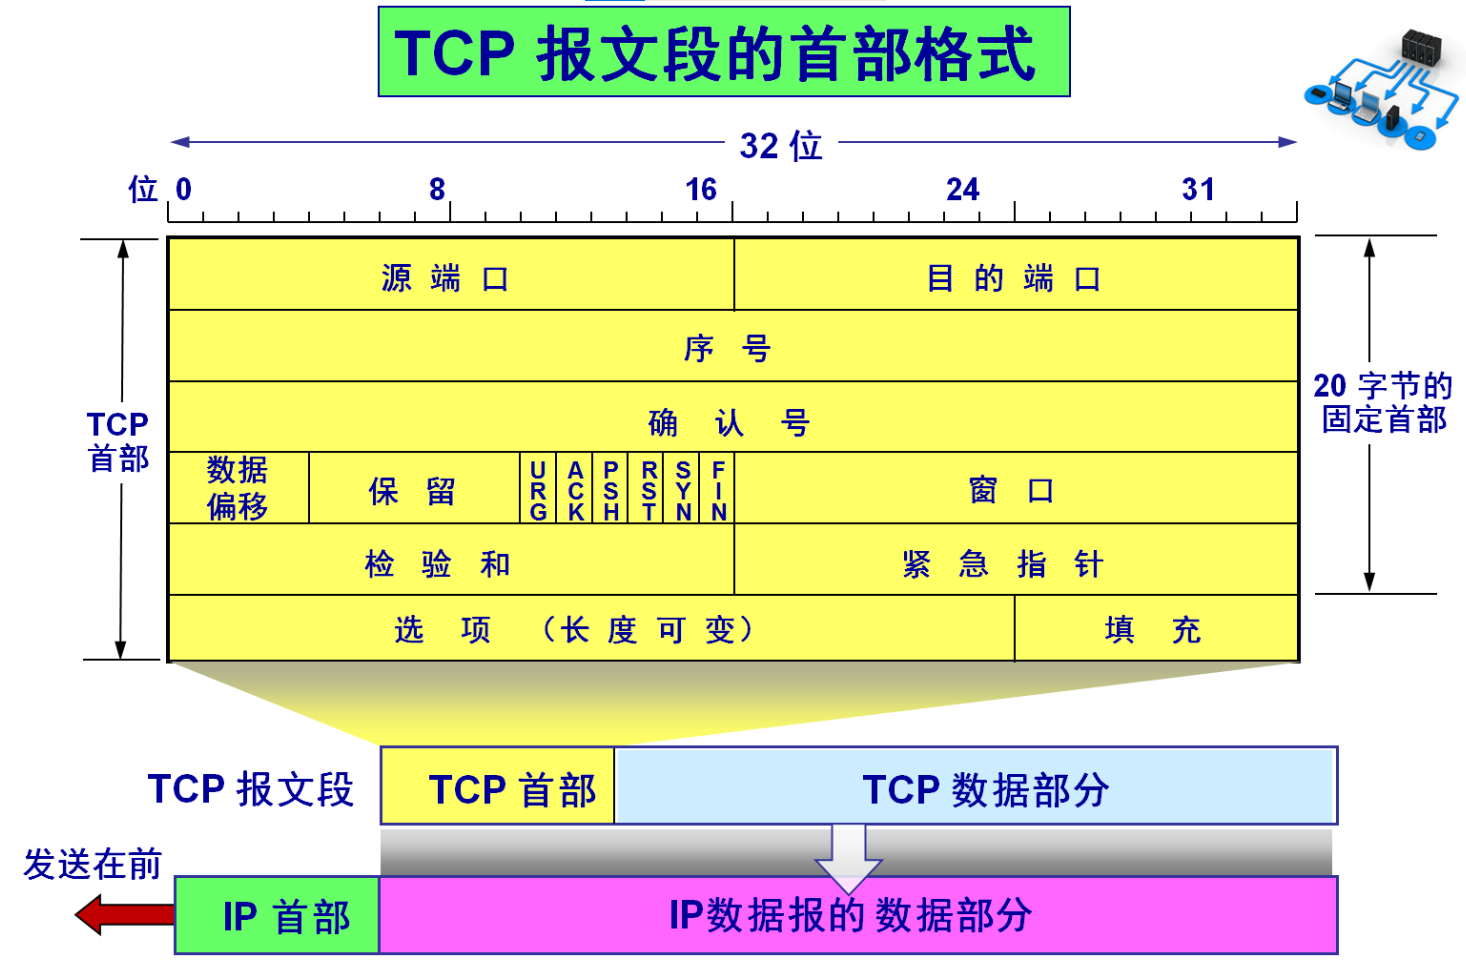 TCP 报文段的首部格式
32 位
位 0 8 16 24 31
源端口 目的端口
序号
确认号
TCP
首部
20 字节的
固定首部
数据
偏移
保留
URG
ACK
PSH
RST
SYN
FIN
窗口
检验和 紧急指针
选项 （长度可变） 填充
TCP 报文段 TCP 首部 TCP 数据部分
发送在前
IP 首部 IP数据报的 数据部分